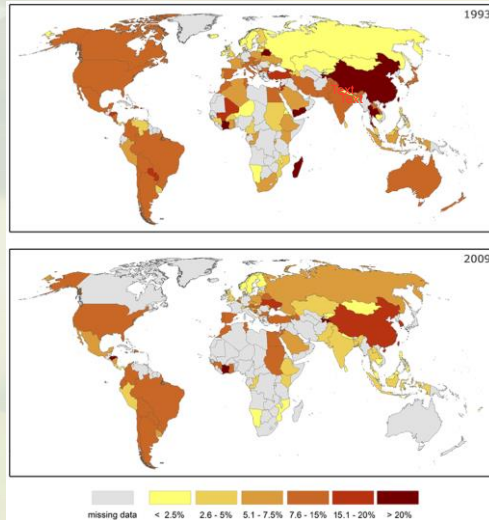 1993
2009
missing data < 2.5% 2.6 - 5% 5.1 - 7.5% 7.6 - 15% 15.1 - 20% > 20%